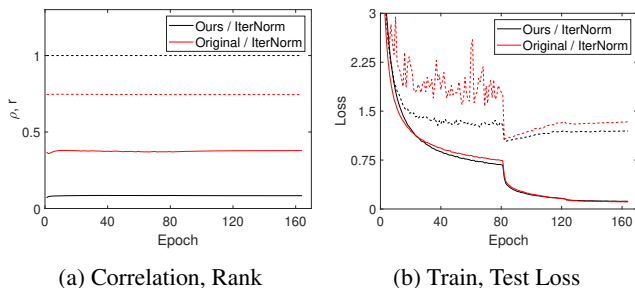 Ours / IterNorm
Original / IterNorm
1
0.5
0
ρ, r
0 40 80 120 160
Epoch
(a) Correlation, Rank
Ours / IterNorm
Original / IterNorm
3
2.25
1.5
0.75
0
Loss
0 40 80 120 160
Epoch
(b) Train, Test Loss